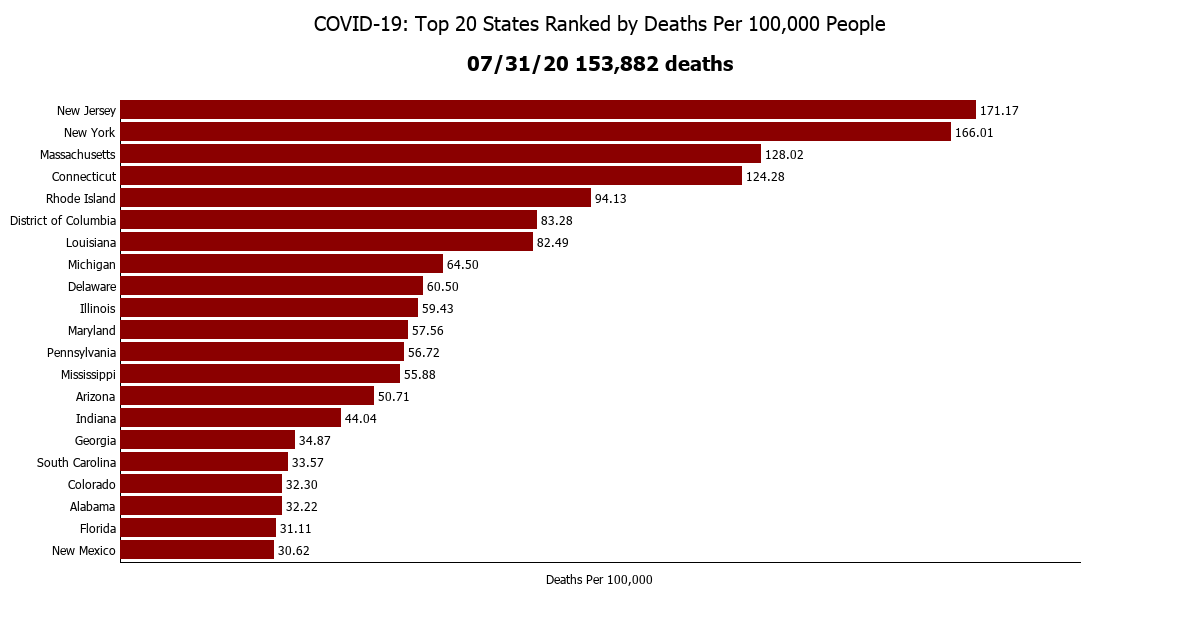 COVID-19: Top 20 States Ranked by Deaths Per 100,000 People
07/31/20 153,882 deaths
New Jersey 171.17
New York 166.01
Massachusetts 128.02
Connecticut 124.28
Rhode Island 94.13
District of Columbia 83.28
Louisiana 82.49
Michigan 64.50
Delaware 60.50
Illinois 59.43
Maryland 57.56
Pennsylvania 56.72
Mississippi 55.88
Arizona 50.71
Indiana 44.04
Georgia 34.87
South Carolina 33.57
Colorado 32.30
Alabama 32.22
Florida 31.11
New Mexico 30.62
Deaths Per 100,000